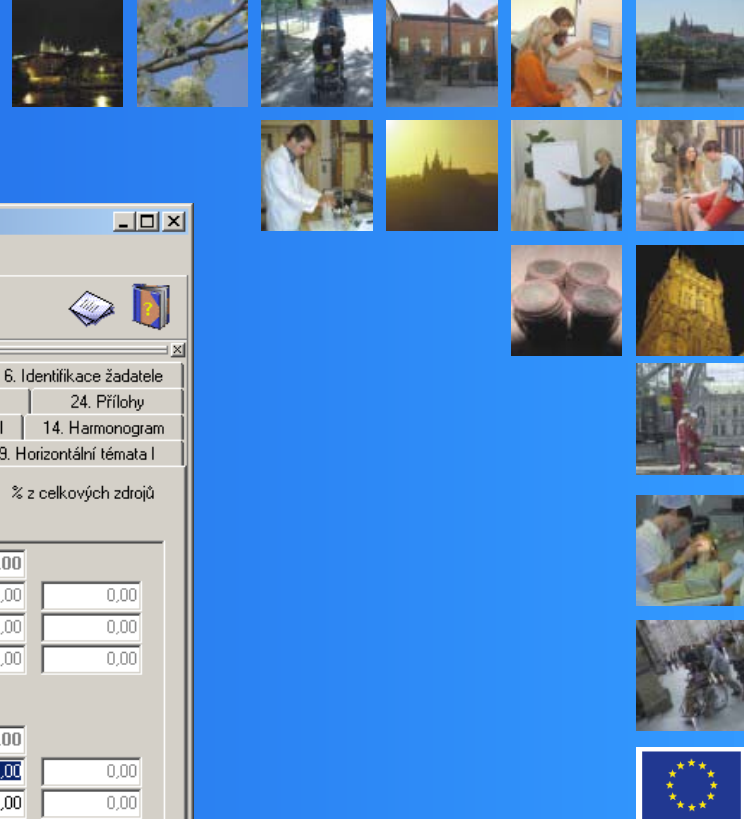 6. Identifikace žadatele
24. Přílohy
14. Harmonogram
9. Horizontální témata I
% z celkových zdrojů
,00
,00 0,00
,00 0,00
,00 0,00
,00
,00 0,00
,00 0,00